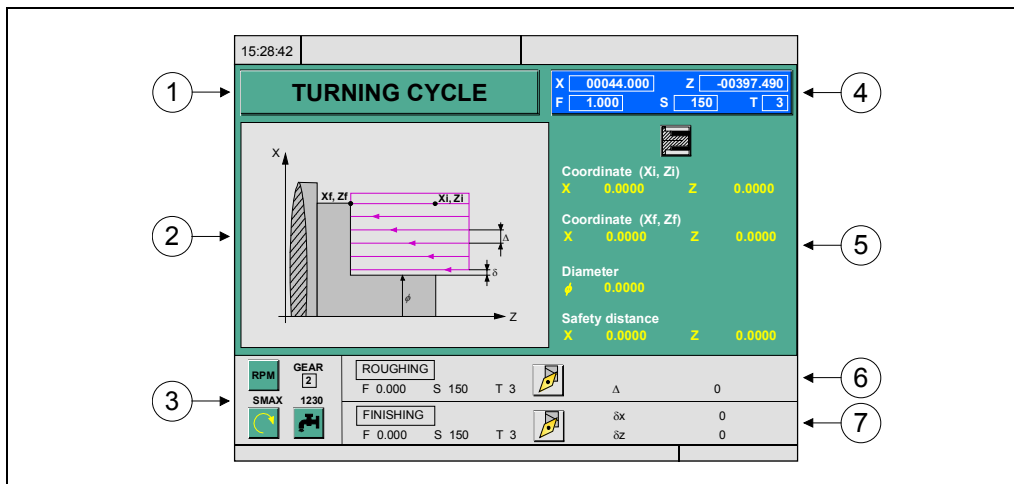 15:28:42
1
TURNING CYCLE
X 00044.000 Z -00397.490
F 1.000 S 150 T 3
4
X
Xf, Zf
Xi, Zi
Δ
δ
ϕ
Z
2
Coordinate (Xi, Zi)
X 0.0000 Z 0.0000
Coordinate (Xf, Zf)
X 0.0000 Z 0.0000
Diameter
ϕ 0.0000
Safety distance
X 0.0000 Z 0.0000
5
3
RPM
GEAR
2
SMAX 1230
ROUGHING
F 0.000 S 150 T 3 Δ 0
6
FINISHING
F 0.000 S 150 T 3
δx 0
δz 0
7